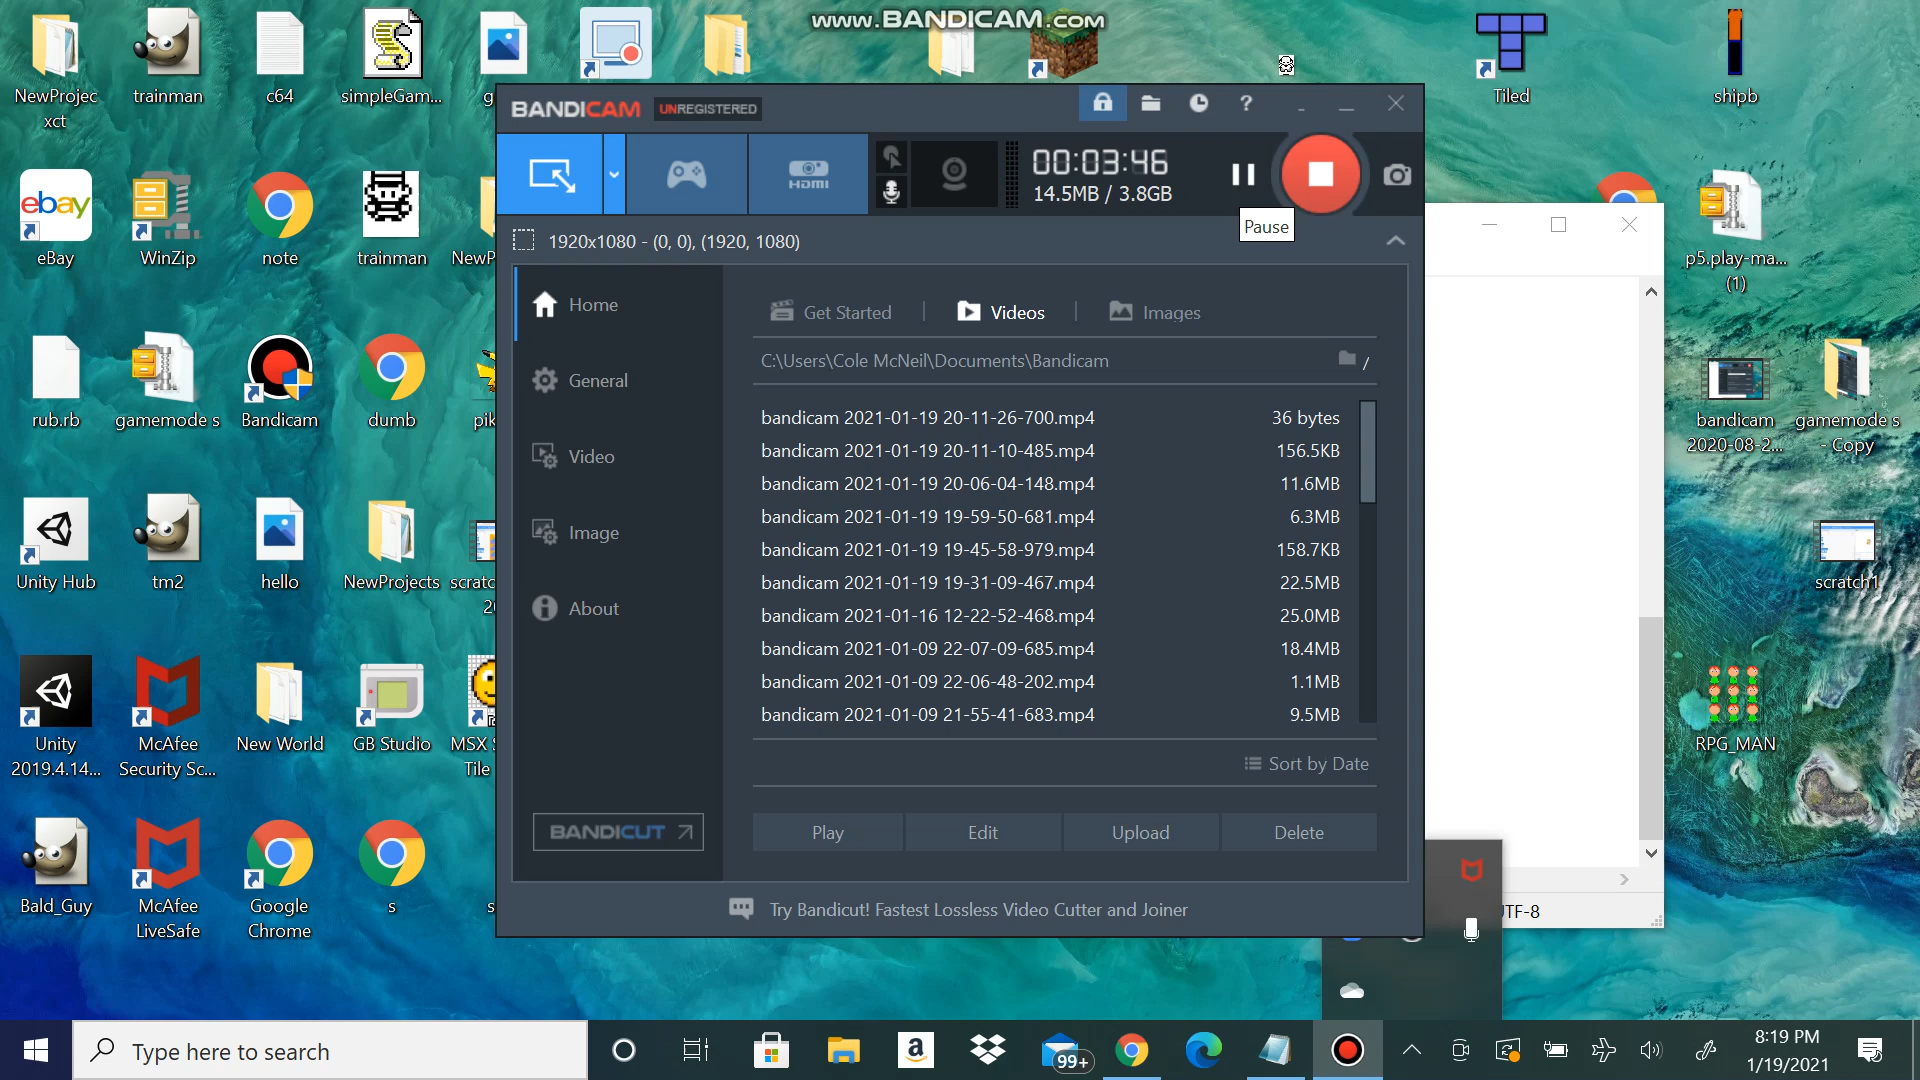 www.BANDICAM.com
NewProjec
xct
trainman
c64
simpleGam...
g
Tiled
shipb
BANDICAM
UNREGISTERED
00:03:46
14.5MB / 3.8GB
HDMI
Pause
1920x1080 - (0, 0), (1920, 1080)
ebay
eBay
WinZip
note
trainman
NewP
p5.play-ma...
(1)
Home
General
Video
Image
About
Get Started
Videos
Images
C:\Users\Cole McNeil\Documents\Bandicam
/
bandicam 2021-01-19 20-11-26-700.mp4 36 bytes
bandicam 2021-01-19 20-11-10-485.mp4 156.5KB
bandicam 2021-01-19 20-06-04-148.mp4 11.6MB
bandicam 2021-01-19 19-59-50-681.mp4 6.3MB
bandicam 2021-01-19 19-45-58-979.mp4 158.7KB
bandicam 2021-01-19 19-31-09-467.mp4 22.5MB
bandicam 2021-01-16 12-22-52-468.mp4 25.0MB
bandicam 2021-01-09 22-07-09-685.mp4 18.4MB
bandicam 2021-01-09 22-06-48-202.mp4 1.1MB
bandicam 2021-01-09 21-55-41-683.mp4 9.5MB
Sort by Date
Play
Edit
Upload
Delete
BANDICUT
Try Bandicut! Fastest Lossless Video Cutter and Joiner
rub.rb
gamemode s
Bandicam
dumb
pik
bandicam
2020-08-2...
gamemode s
- Copy
Unity Hub
tm2
hello
NewProjects
scratc
20
scratch1
Unity
2019.4.14...
McAfee
Security Sc...
New World
GB Studio
MSX S
Tile
RPG_MAN
Bald_Guy
McAfee
LiveSafe
Google
Chrome
s
s
TF-8
Type here to search
99+
8:19 PM
1/19/2021